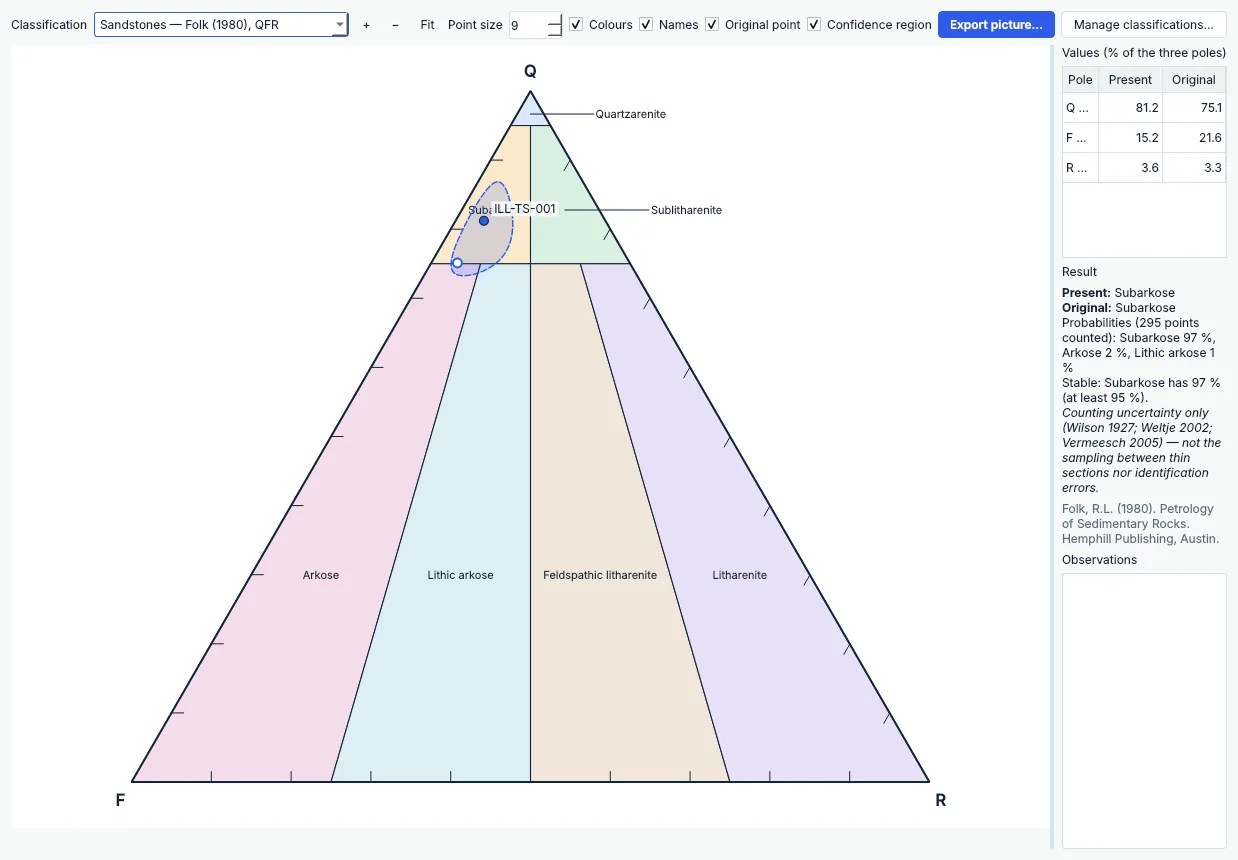 Classification Sandstones — Folk (1980), QFR + − Fit Point size 9 Colours Names Original point Confidence region Export picture... Manage classifications...
Values (% of the three poles)
Pole Present Original
Q ... 81.2 75.1
F ... 15.2 21.6
R ... 3.6 3.3
Result
Present: Subarkose
Original: Subarkose
Probabilities (295 points
counted): Subarkose 97 %,
Arkose 2 %, Lithic arkose 1
%
Stable: Subarkose has 97 %
(at least 95 %).
Counting uncertainty only
(Wilson 1927; Weltje 2002;
Vermeesch 2005) — not the
sampling between thin
sections nor identification
errors.
Folk, R.L. (1980). Petrology
of Sedimentary Rocks.
Hemphill Publishing, Austin.
Observations
Q
Quartzarenite
ILL-TS-001
Sublitharenite
Arkose
Lithic arkose
Feldspathic litharenite
Litharenite
F
R